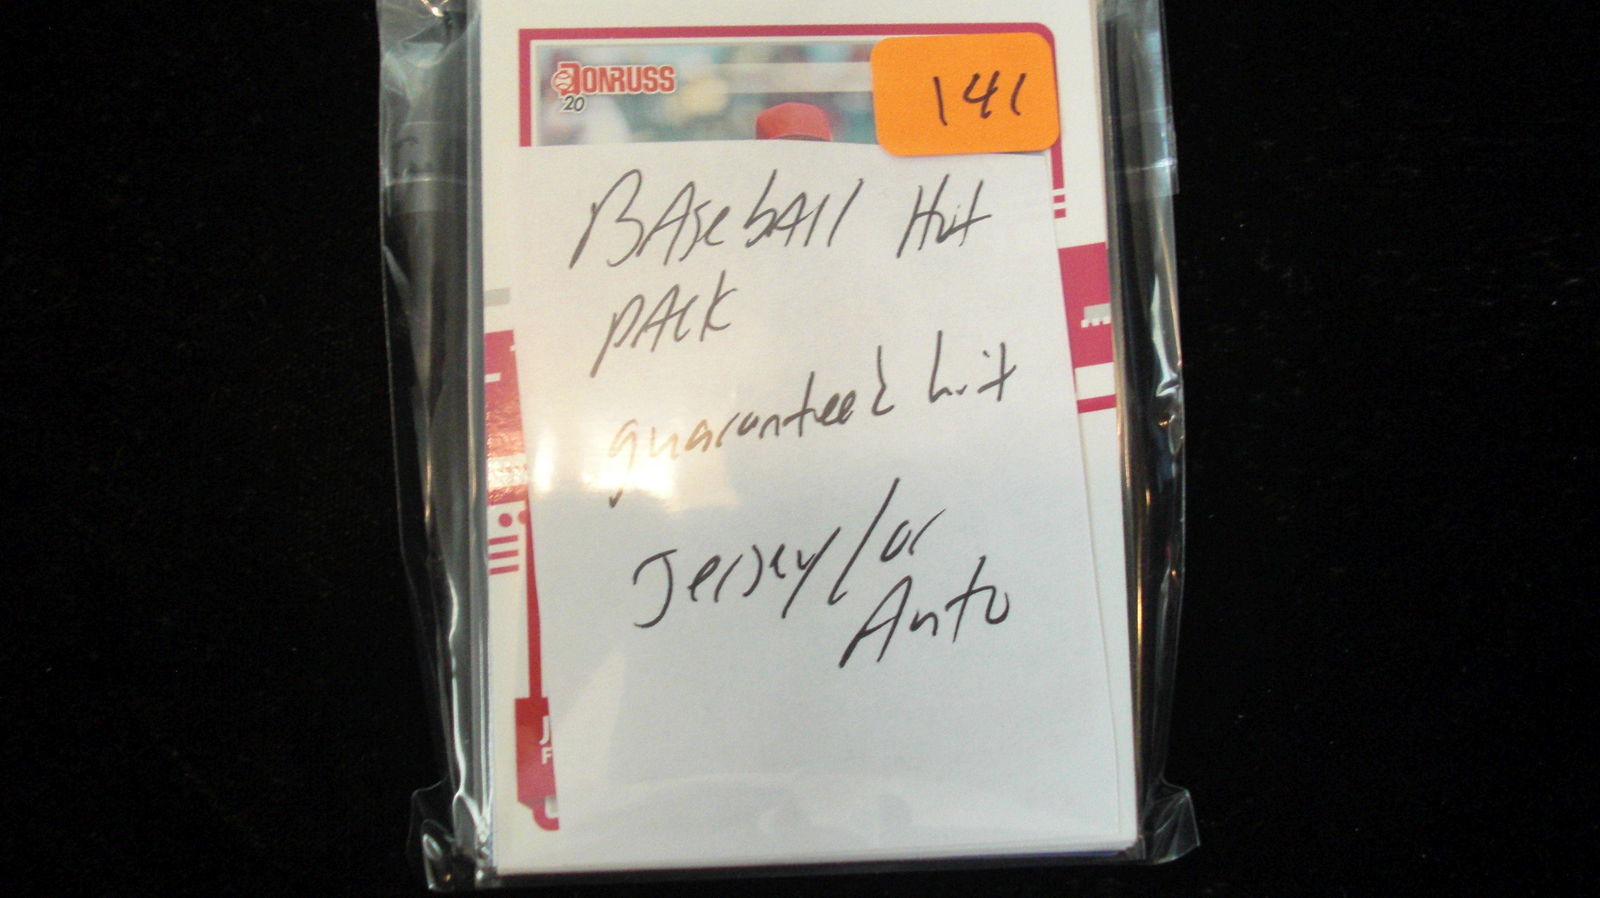 DONRUSS
'20
141
BASebAll Hit
pACK
guaranteed hit
Jersey/or
Auto
J
F